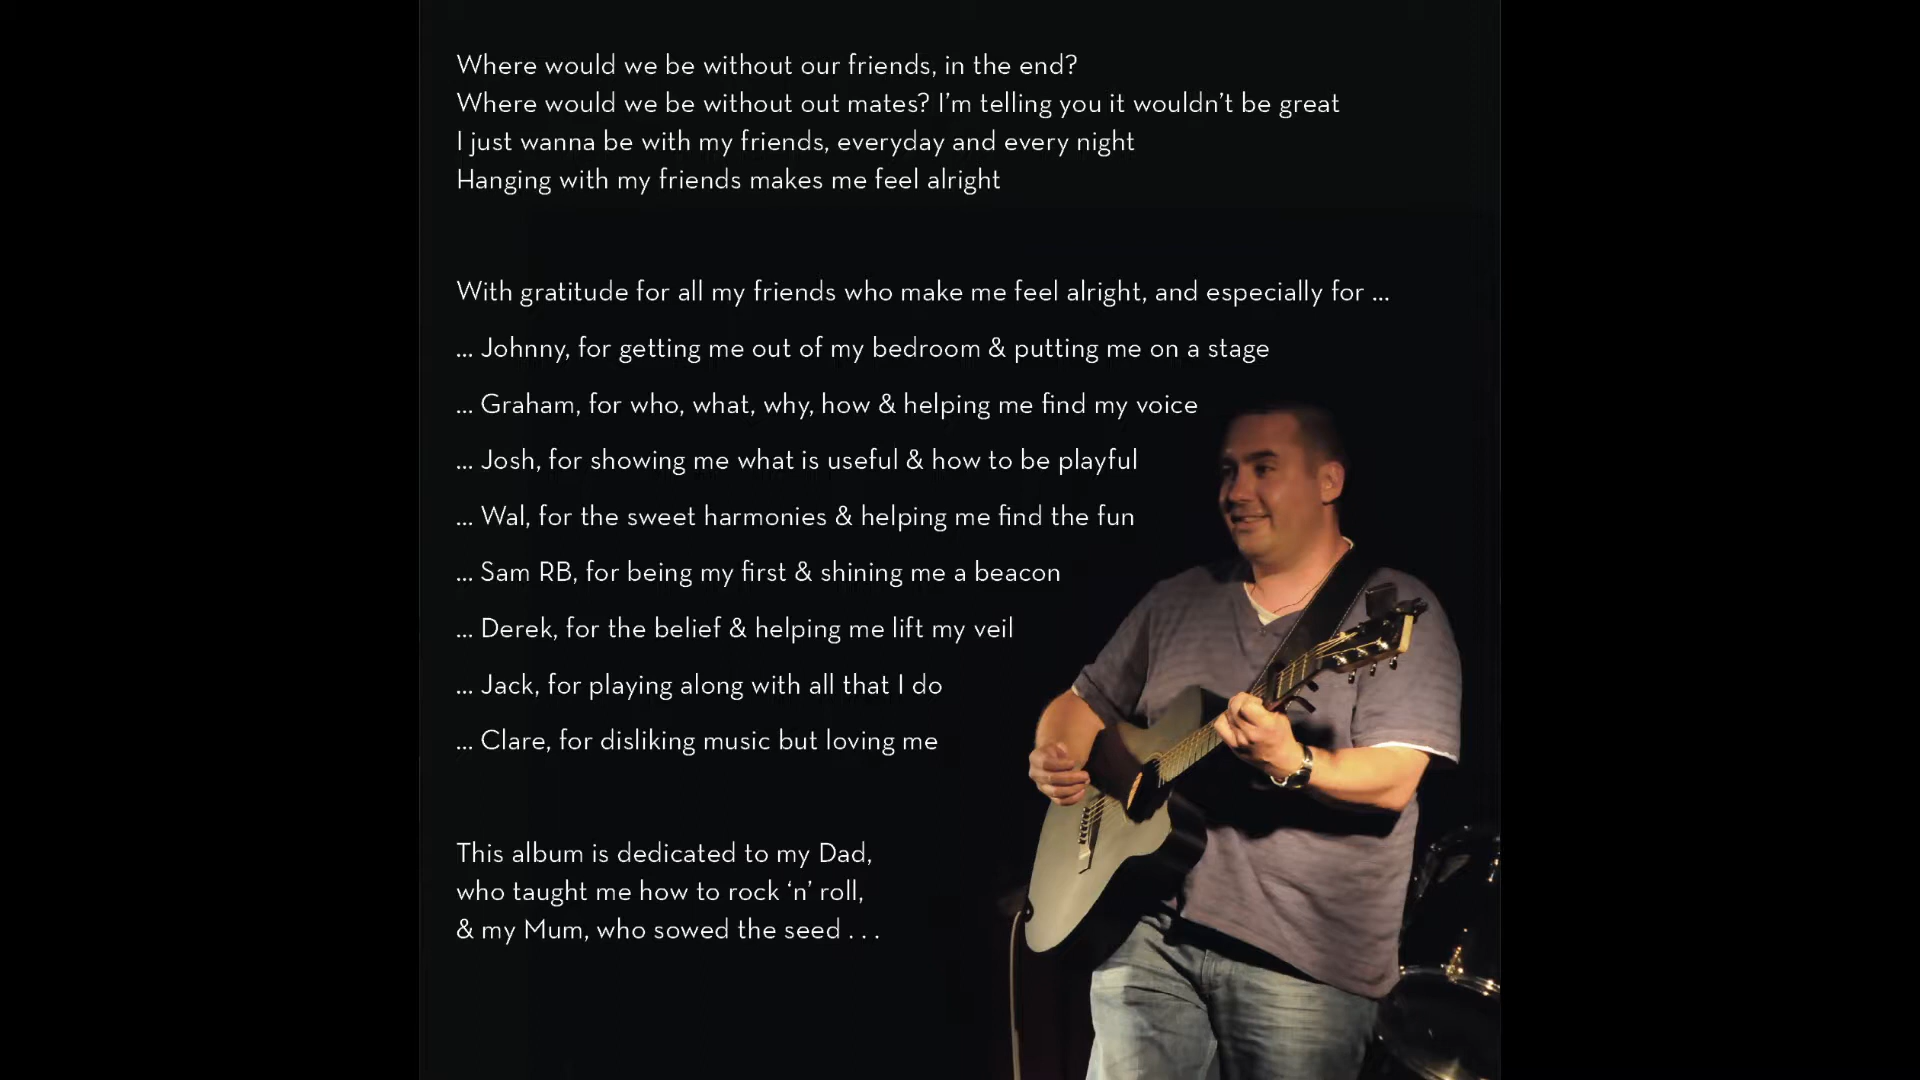 Where would we be without our friends, in the end?
Where would we be without out mates? I'm telling you it wouldn't be great
I just wanna be with my friends, everyday and every night
Hanging with my friends makes me feel alright
With gratitude for all my friends who make me feel alright, and especially for ...
... Johnny, for getting me out of my bedroom & putting me on a stage
... Graham, for who, what, why, how & helping me find my voice
... Josh, for showing me what is useful & how to be playful
... Wal, for the sweet harmonies & helping me find the fun
... Sam RB, for being my first & shining me a beacon
... Derek, for the belief & helping me lift my veil
... Jack, for playing along with all that I do
... Clare, for disliking music but loving me
This album is dedicated to my Dad,
who taught me how to rock ‘n’ roll,
& my Mum, who sowed the seed . . .